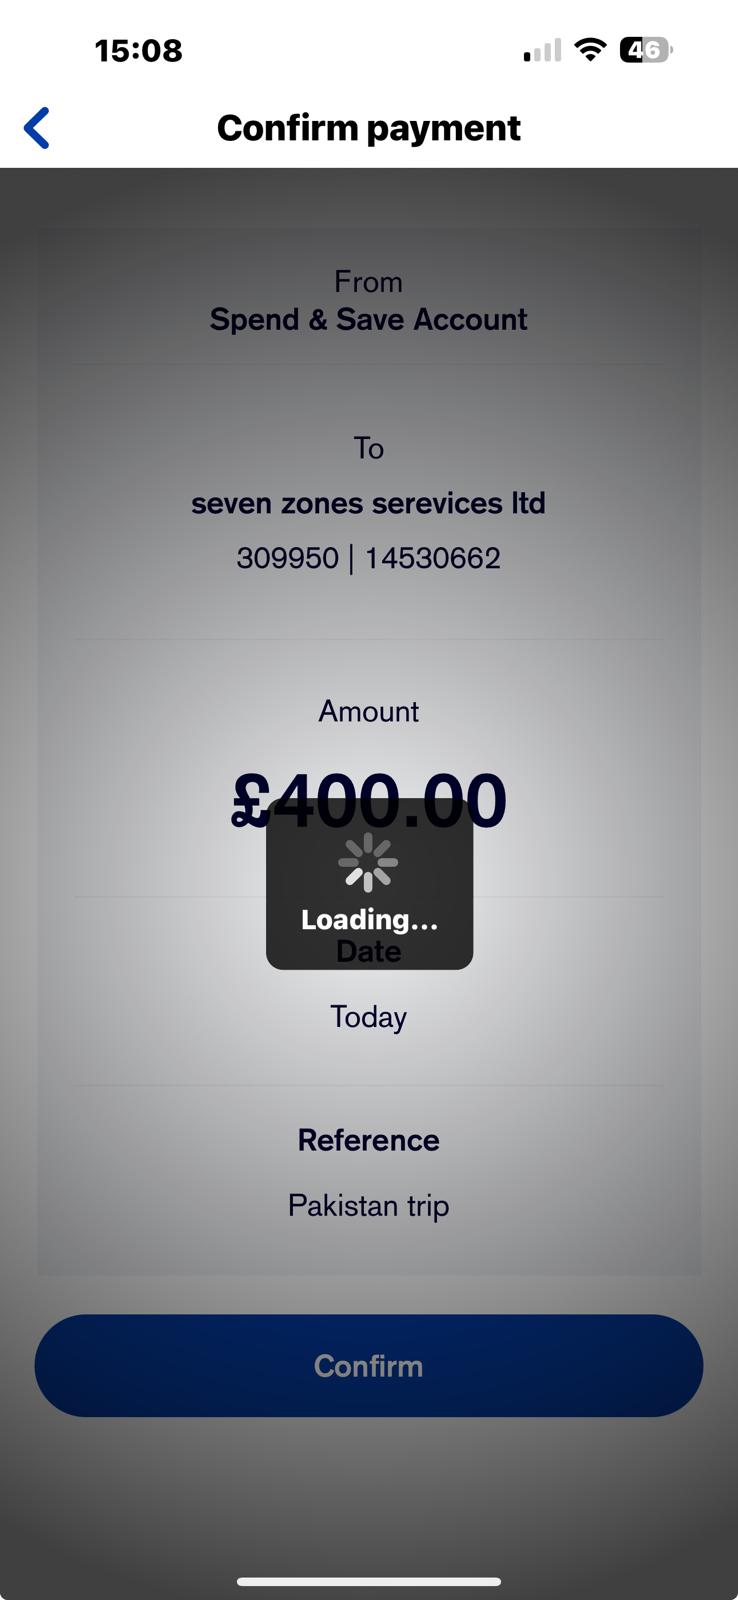 15:08
46
Confirm payment
From
Spend & Save Account
To
seven zones serevices ltd
309950 | 14530662
Amount
£400.00
Loading...
Date
Today
Reference
Pakistan trip
Confirm